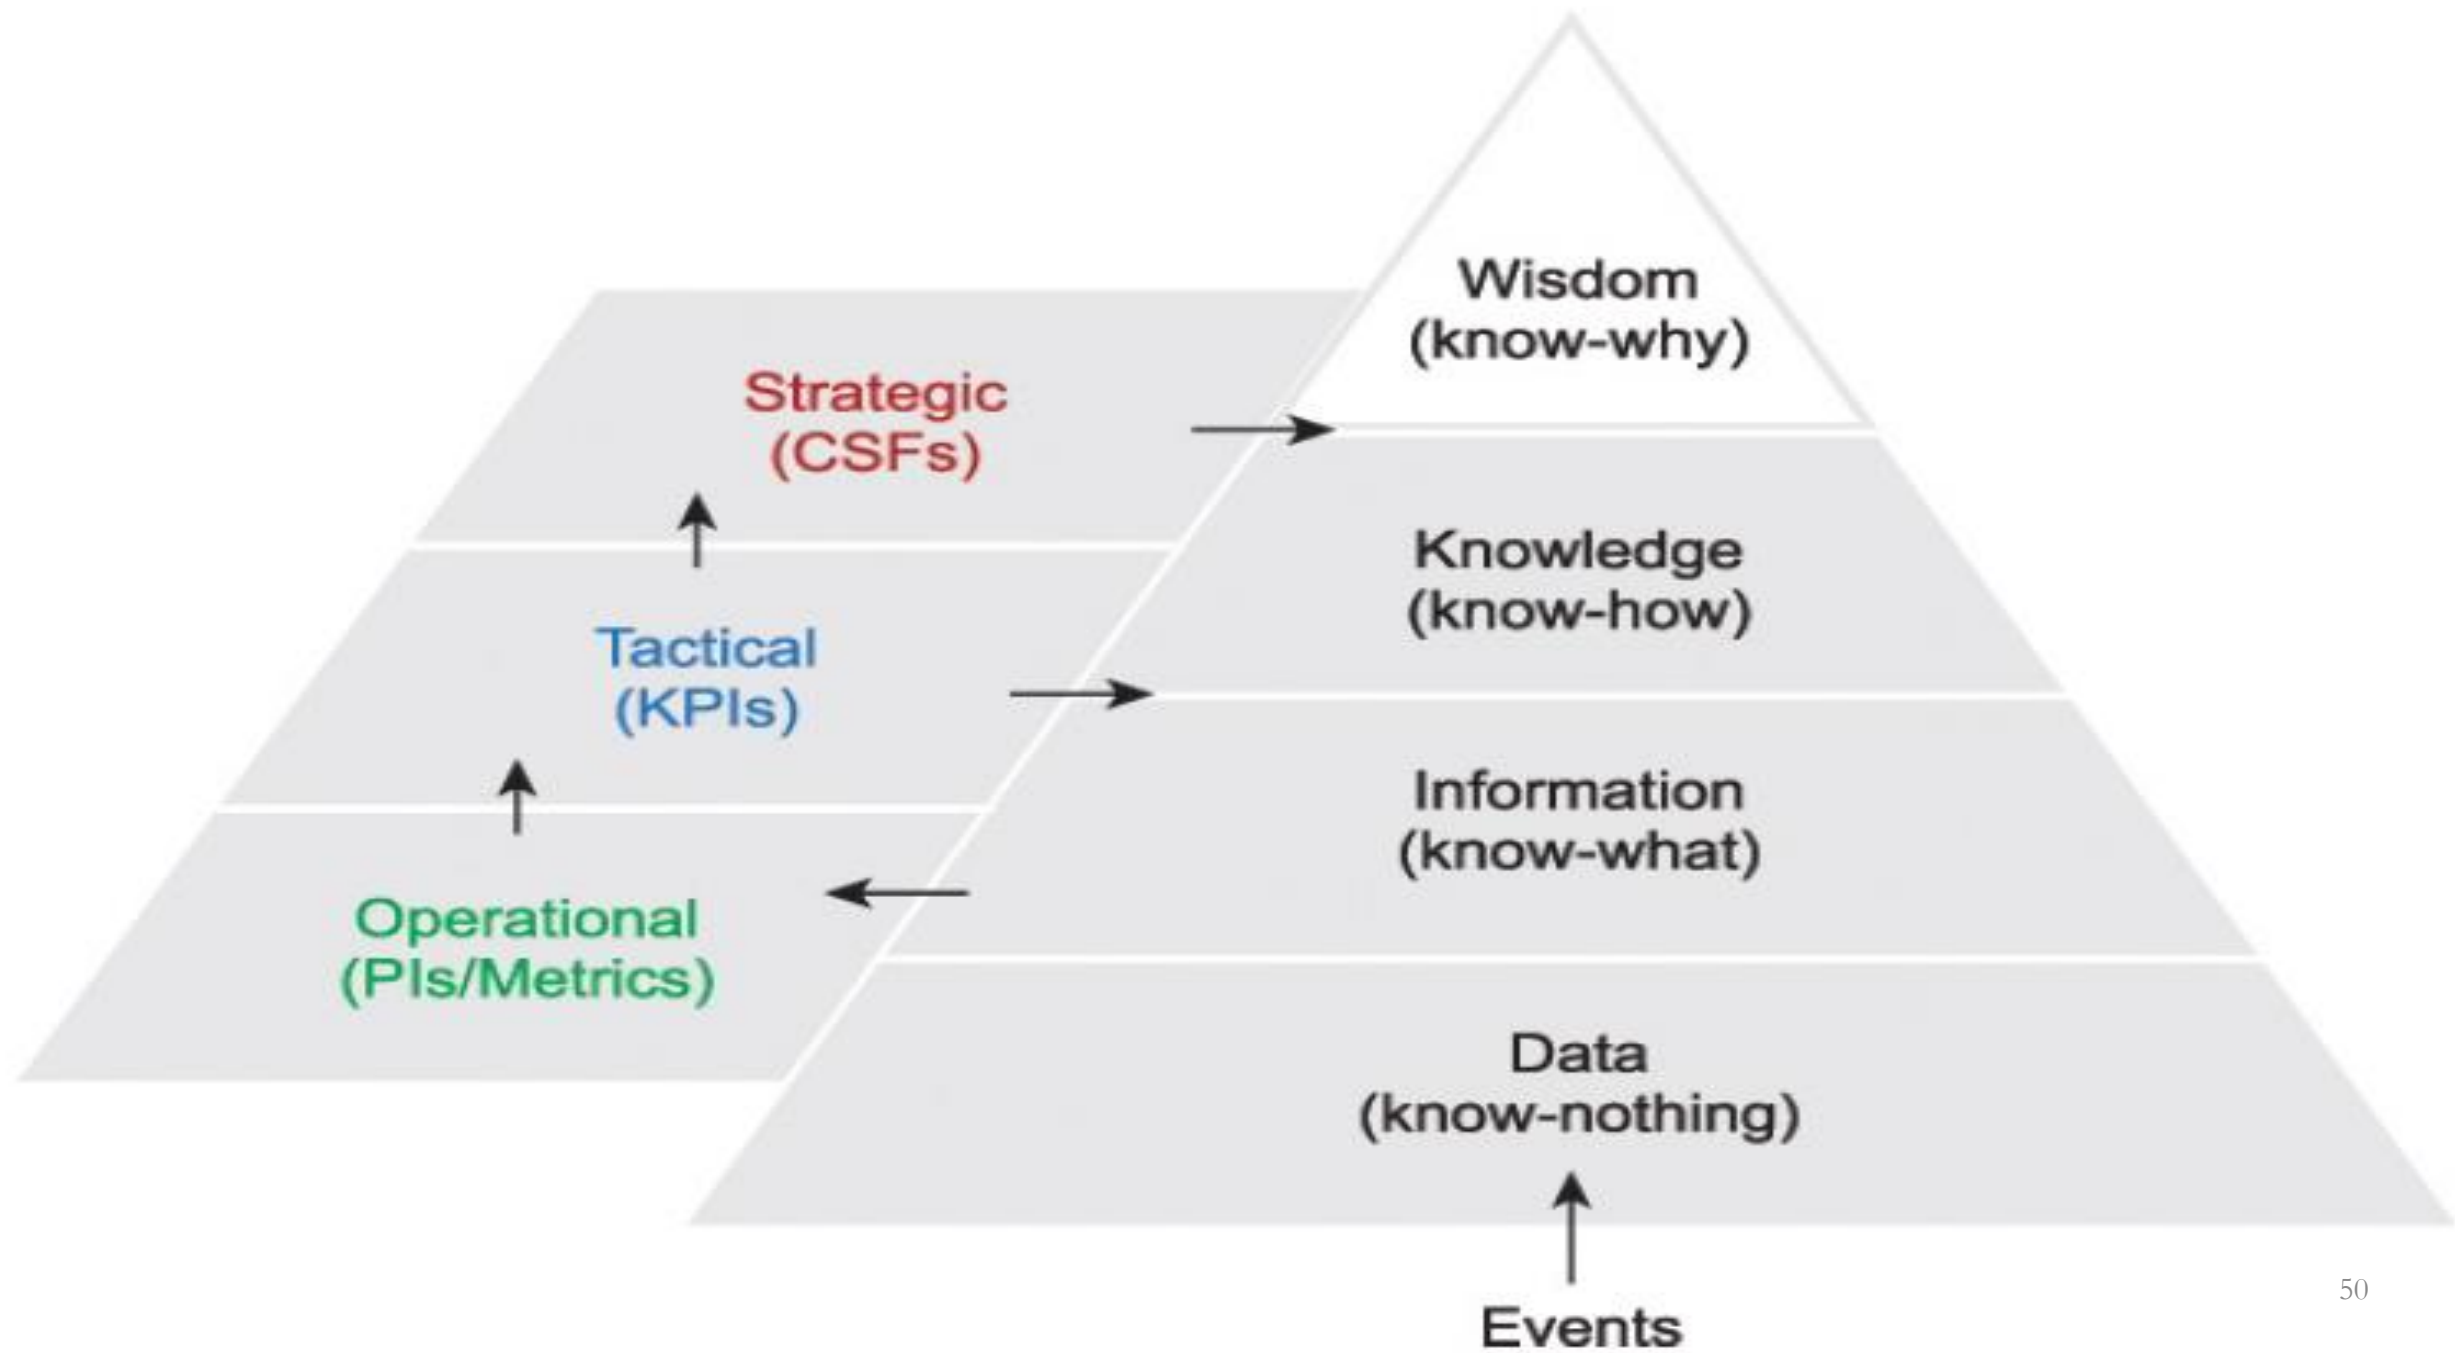 Wisdom
(know-why)
Strategic
(CSFs)
Knowledge
(know-how)
Tactical
(KPIs)
Information
(know-what)
Operational
(PIs/Metrics)
Data
(know-nothing)
Events
50